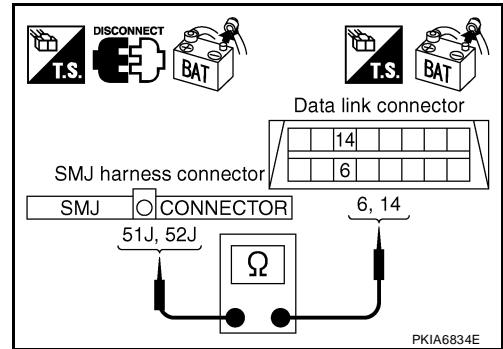 DISCONNECT
T.S.
BAT
T.S.
BAT
Data link connector
14
6
SMJ harness connector
SMJ
CONNECTOR
51J, 52J
6, 14
Ω
PKIA6834E